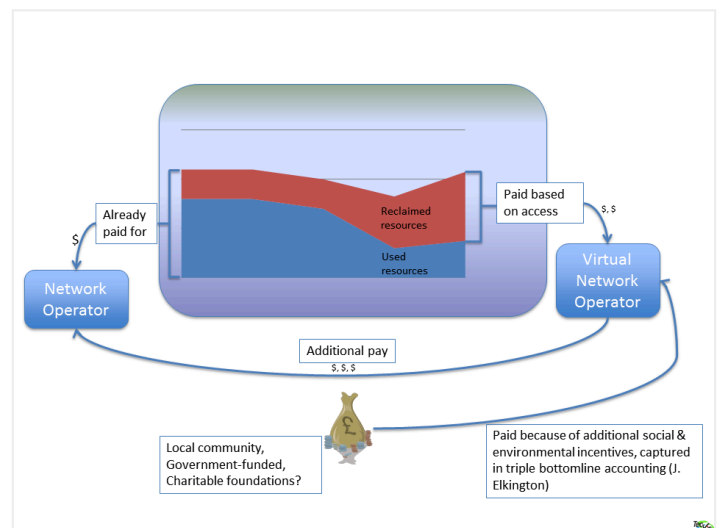 Already
paid for
$
Network
Operator
Reclaimed
resources
Used
resources
Paid based
on access
$, $
Virtual
Network
Operator
Additional pay
$, $, $
£
Local community,
Government-funded,
Charitable foundations?
Paid because of additional social &
environmental incentives, captured
in triple bottomline accounting (J.
Elkington)